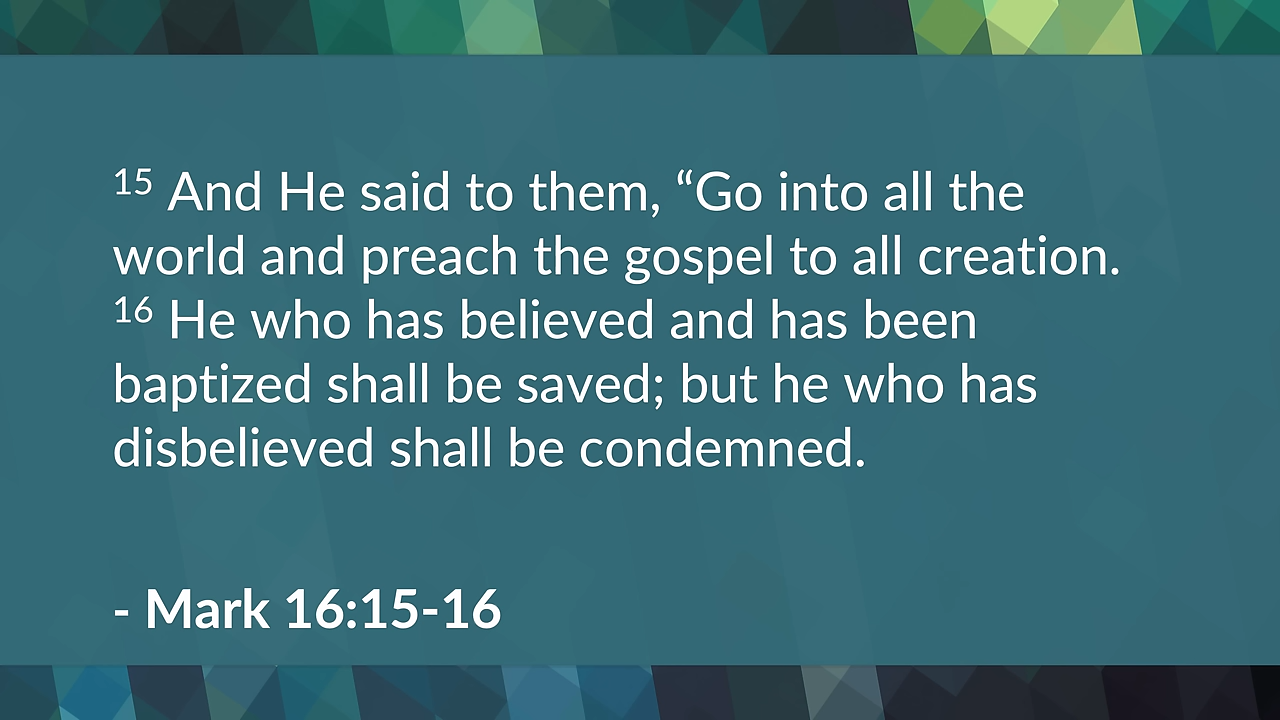 15 And He said to them, “Go into all the
world and preach the gospel to all creation.
16 He who has believed and has been
baptized shall be saved; but he who has
disbelieved shall be condemned.
- Mark 16:15-16